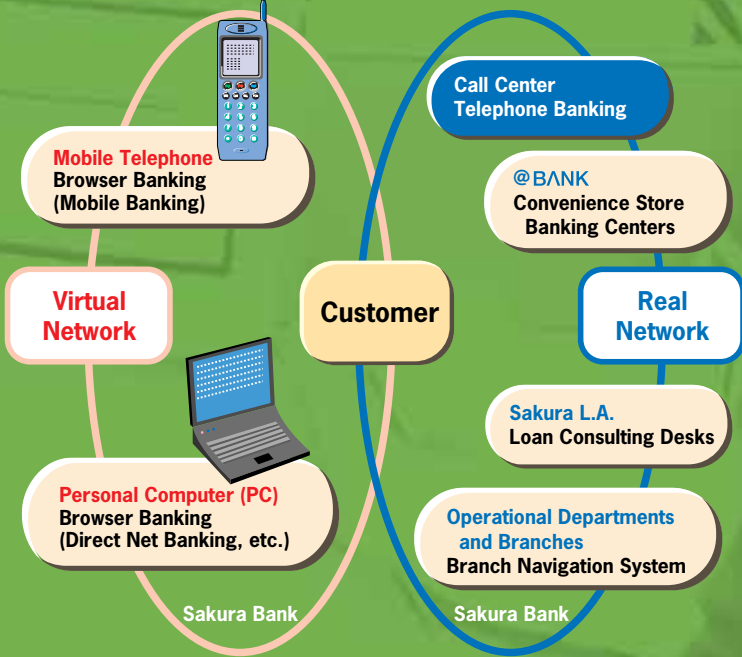 Call Center
Telephone Banking
Mobile Telephone
Browser Banking
(Mobile Banking)
@BΛNK
Convenience Store
Banking Centers
Virtual
Network
Customer
Real
Network
Sakura L.A.
Loan Consulting Desks
Personal Computer (PC)
Browser Banking
(Direct Net Banking, etc.)
Operational Departments
and Branches
Branch Navigation System
Sakura Bank
Sakura Bank